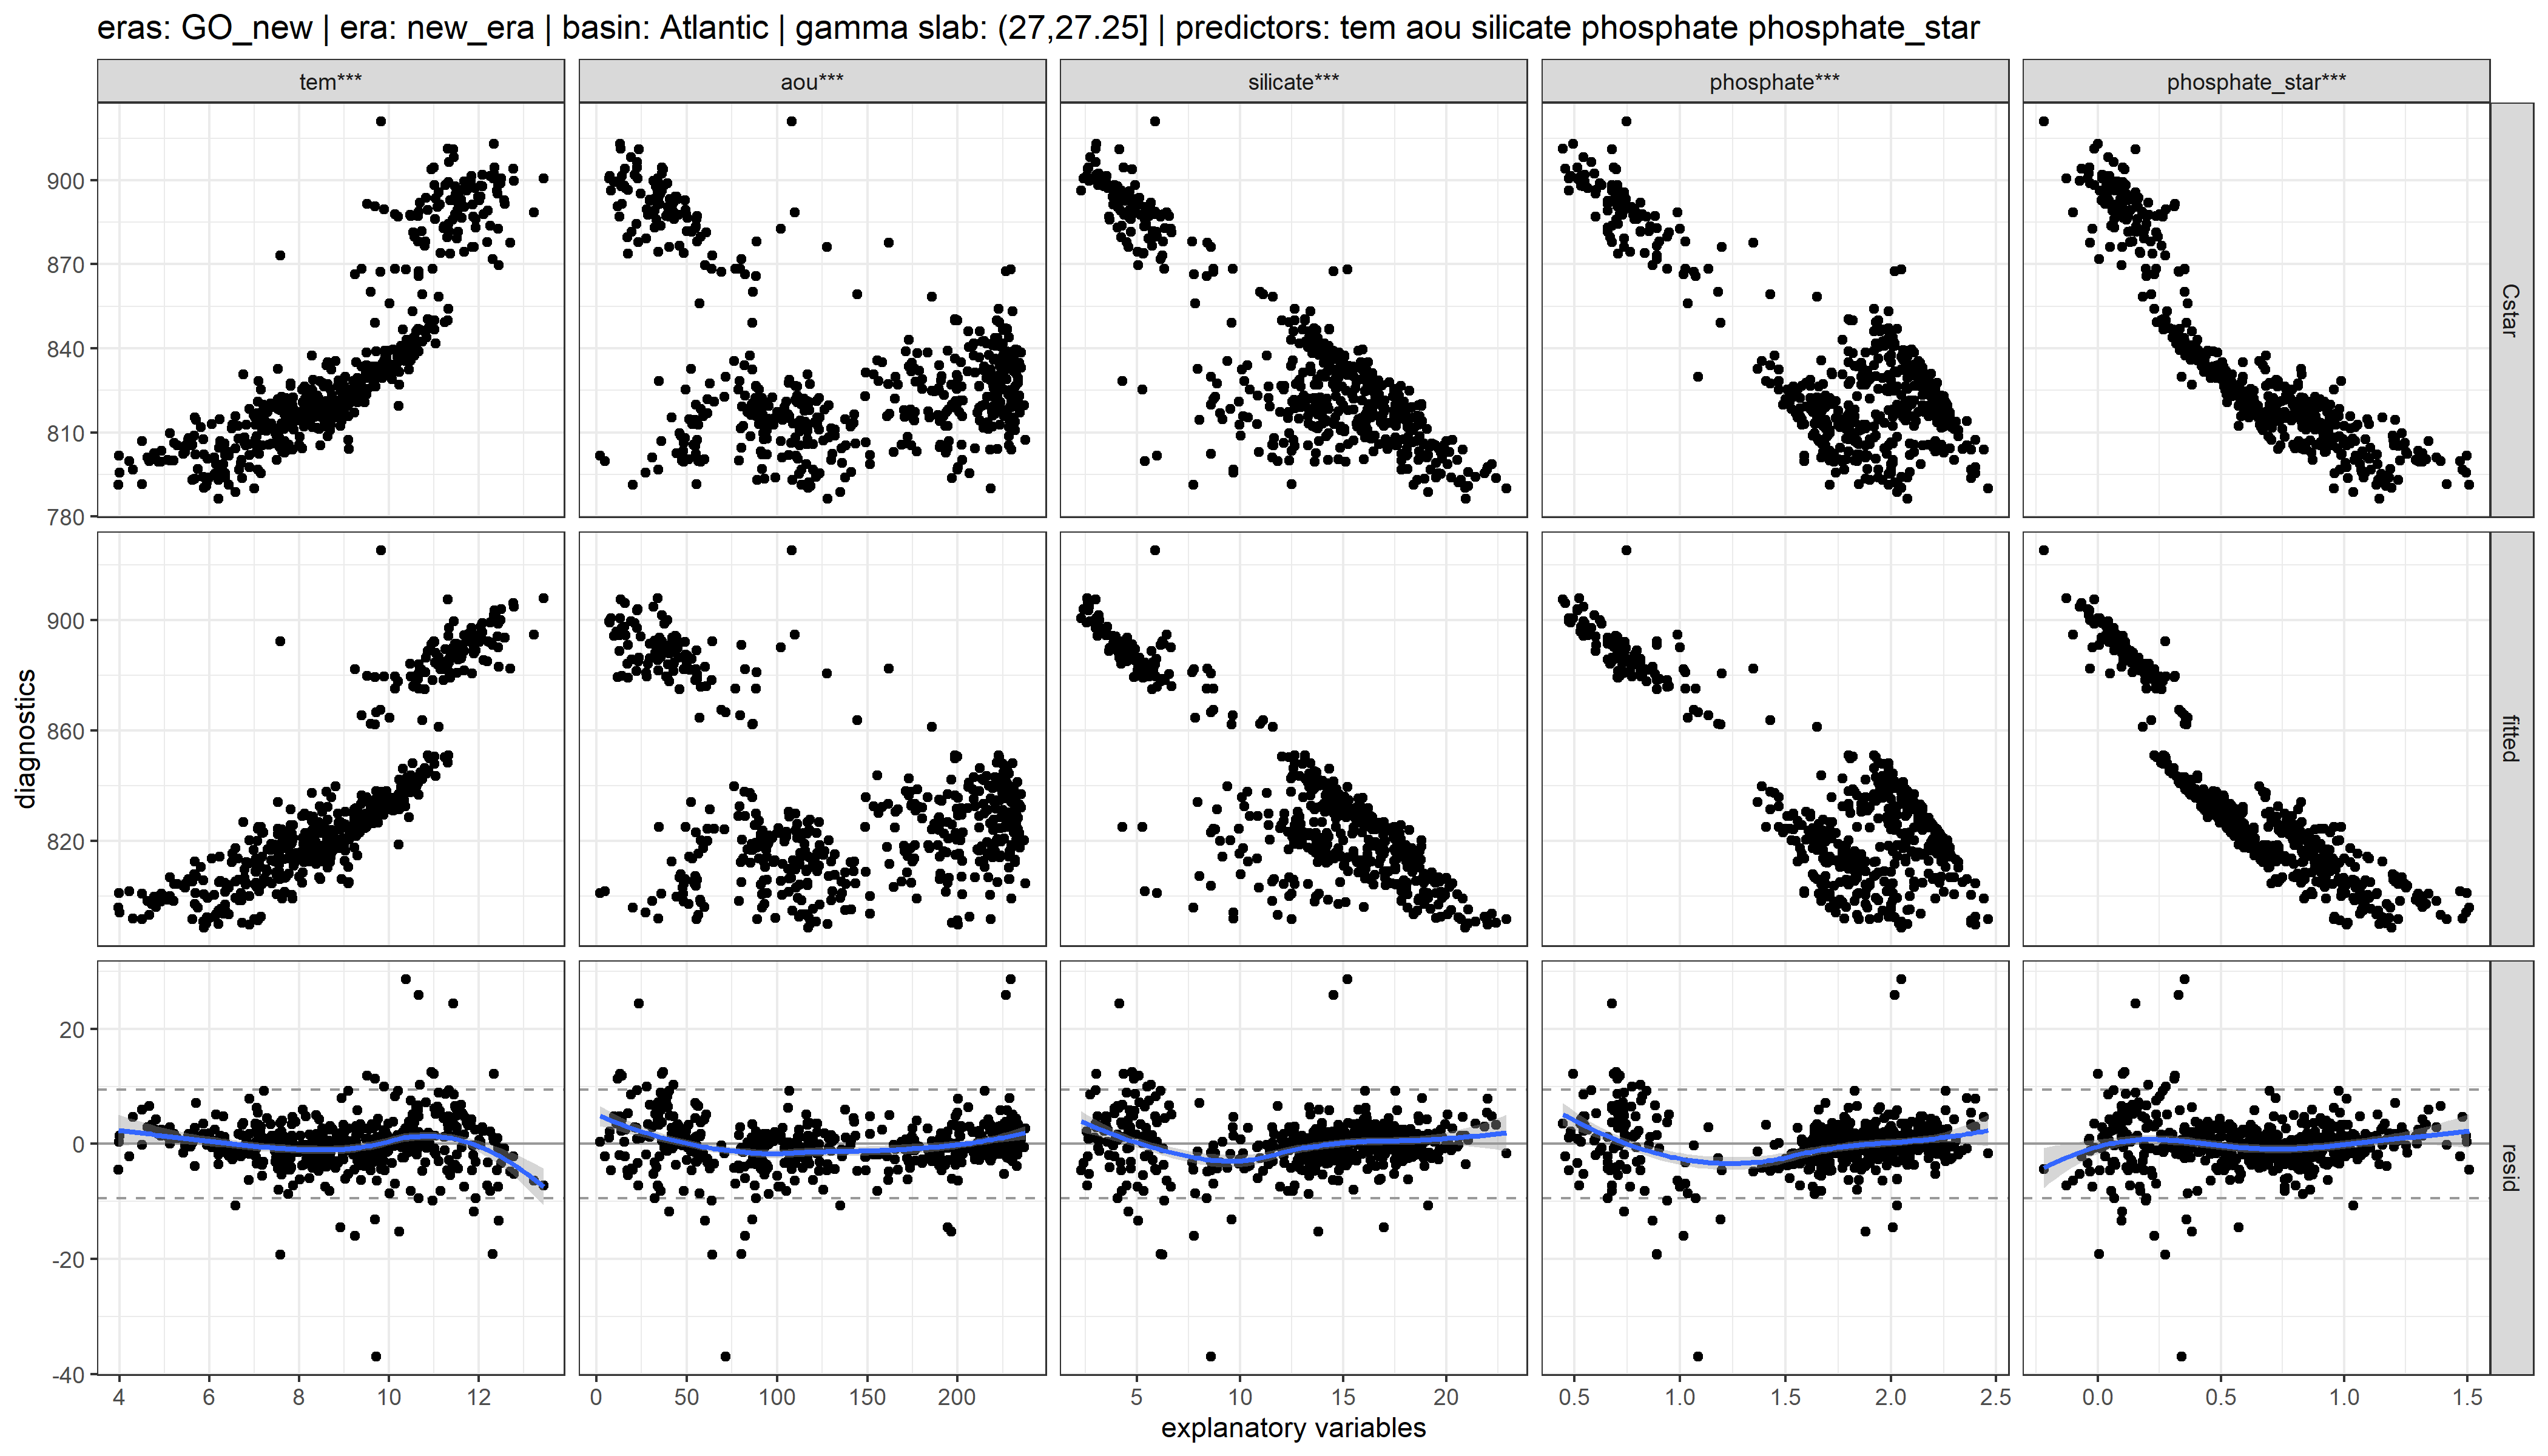 eras: GO_new | era: new_era | basin: Atlantic | gamma slab: (27,27.25] | predictors: tem aou silicate phosphate phosphate_star
tem***
aou***
silicate***
phosphate***
phosphate_star***
900
870
840
810
780
Cstar
900
860
820
fitted
diagnostics
20
0
-20
-40
resid
4 6 8 10 12
0 50 100 150 200
5 10 15 20
0.5 1.0 1.5 2.0 2.5
0.0 0.5 1.0 1.5
explanatory variables